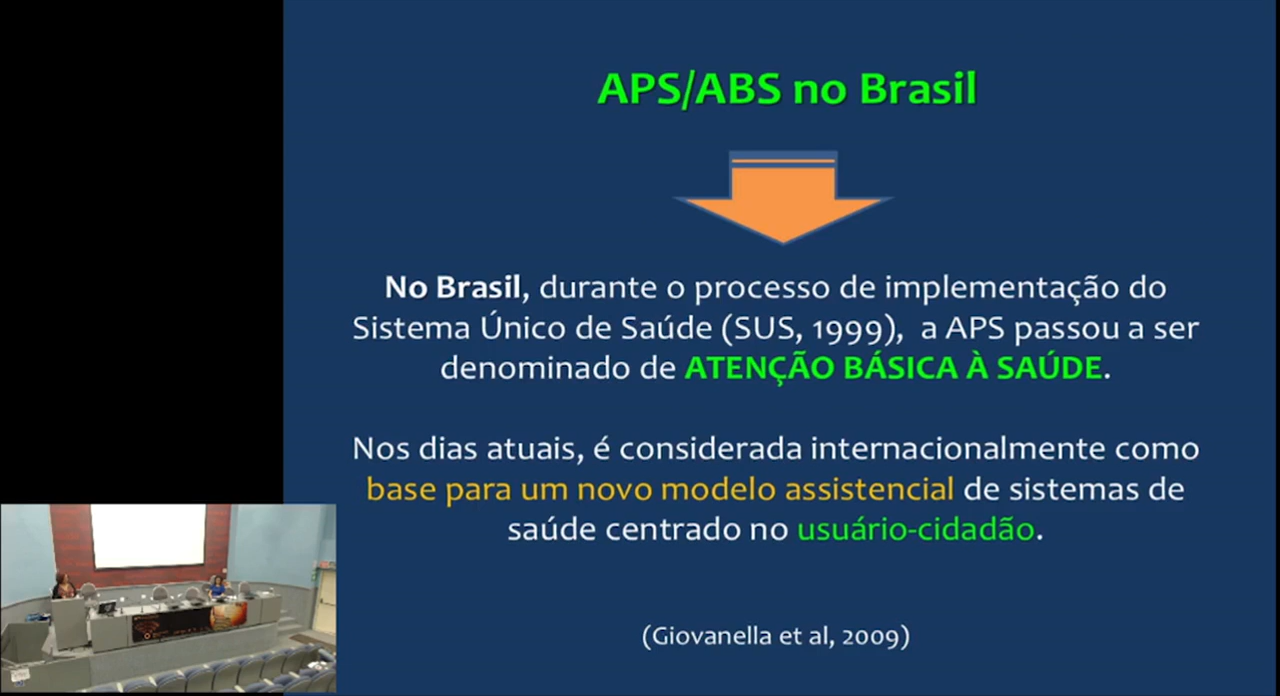 APS/ABS no Brasil
No Brasil, durante o processo de implementação do
Sistema Único de Saúde (SUS, 1999), a APS passou a ser
denominado de ATENÇÃO BÁSICA À SAÚDE.
Nos dias atuais, é considerada internacionalmente como
base para um novo modelo assistencial de sistemas de
saúde centrado no usuário-cidadão.
(Giovanella et al, 2009)